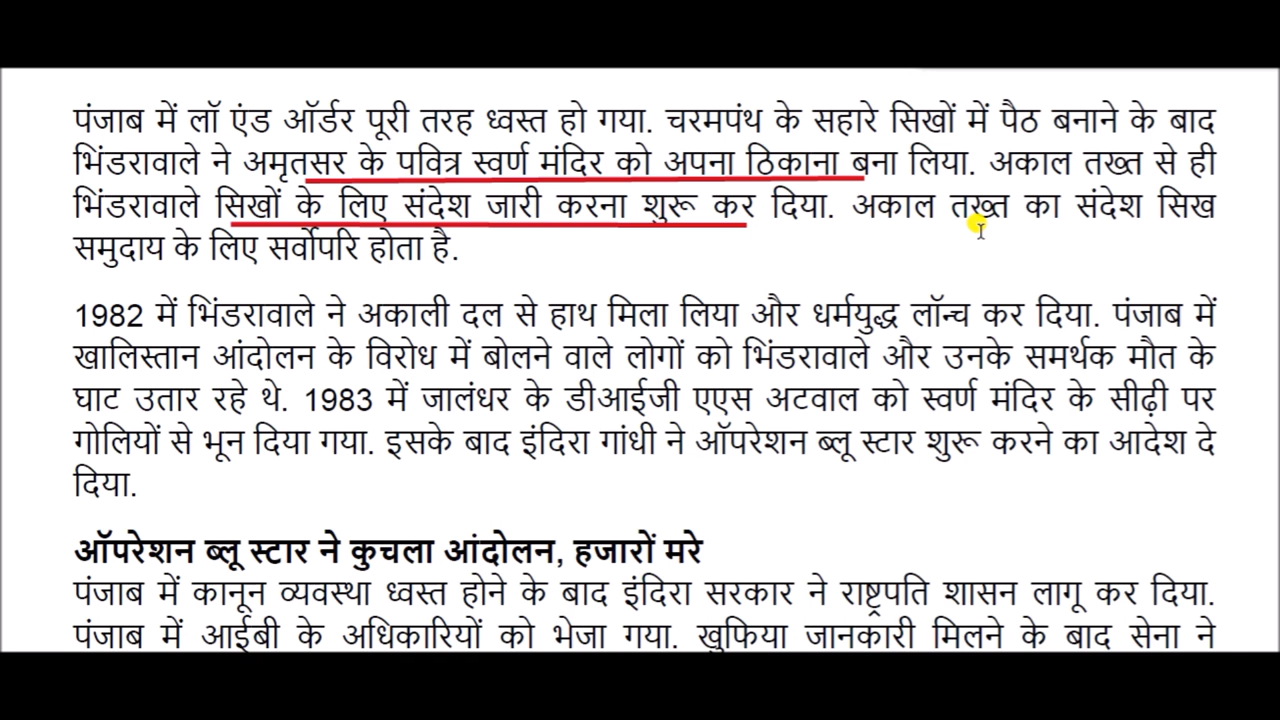 पंजाब में लॉ एंड ऑर्डर पूरी तरह ध्वस्त हो गया. चरमपंथ के सहारे सिखों में पैठ बनाने के बाद
भिंडरावाले ने अमृतसर के पवित्र स्वर्ण मंदिर को अपना ठिकाना बना लिया. अकाल तख्त से ही
भिंडरावाले सिखों के लिए संदेश जारी करना शुरू कर दिया. अकाल तख्त का संदेश सिख
समुदाय के लिए सर्वोपरि होता है.
1982 में भिंडरावाले ने अकाली दल से हाथ मिला लिया और धर्मयुद्ध लॉन्च कर दिया. पंजाब में
खालिस्तान आंदोलन के विरोध में बोलने वाले लोगों को भिंडरावाले और उनके समर्थक मौत के
घाट उतार रहे थे. 1983 में जालंधर के डीआईजी एएस अटवाल को स्वर्ण मंदिर के सीढ़ी पर
गोलियों से भून दिया गया. इसके बाद इंदिरा गांधी ने ऑपरेशन ब्लू स्टार शुरू करने का आदेश दे
दिया.
ऑपरेशन ब्लू स्टार ने कुचला आंदोलन, हजारों मरे
पंजाब में कानून व्यवस्था ध्वस्त होने के बाद इंदिरा सरकार ने राष्ट्रपति शासन लागू कर दिया.
पंजाब में आईबी के अधिकारियों को भेजा गया. खुफिया जानकारी मिलने के बाद सेना ने